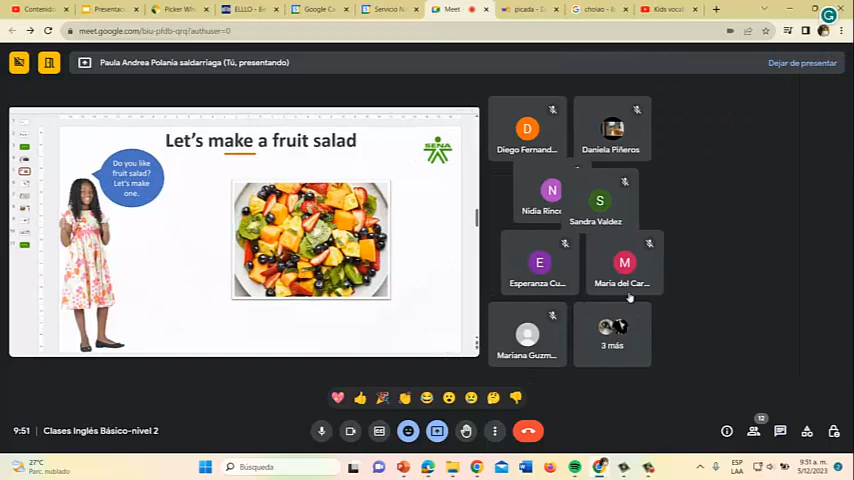 Contenido
Presentac
Picker Wh
ELLLO - Be
Google C
Servicio N
Meet
picada - D
choiao - B
Kids vocal
meet.google.com/biu-pfdb-qrq?authuser=0
Paula Andrea Polania saldarriaga (Tú, presentando)
Dejar de presentar
Let's make a fruit salad
SENA
Do you like
fruit salad?
Let's make
one.
D
Diego Fernand...
Daniela Piñeros
N
Nidia Rinco
S
Sandra Valdez
E
Esperanza Cu...
M
Maria del Car...
Mariana Guzm...
3 más
9:51
Clases Inglés Básico-nivel 2
12
27°C
Parc. nublado
Búsqueda
ESP
LAA
9:51 a. m.
5/12/2023